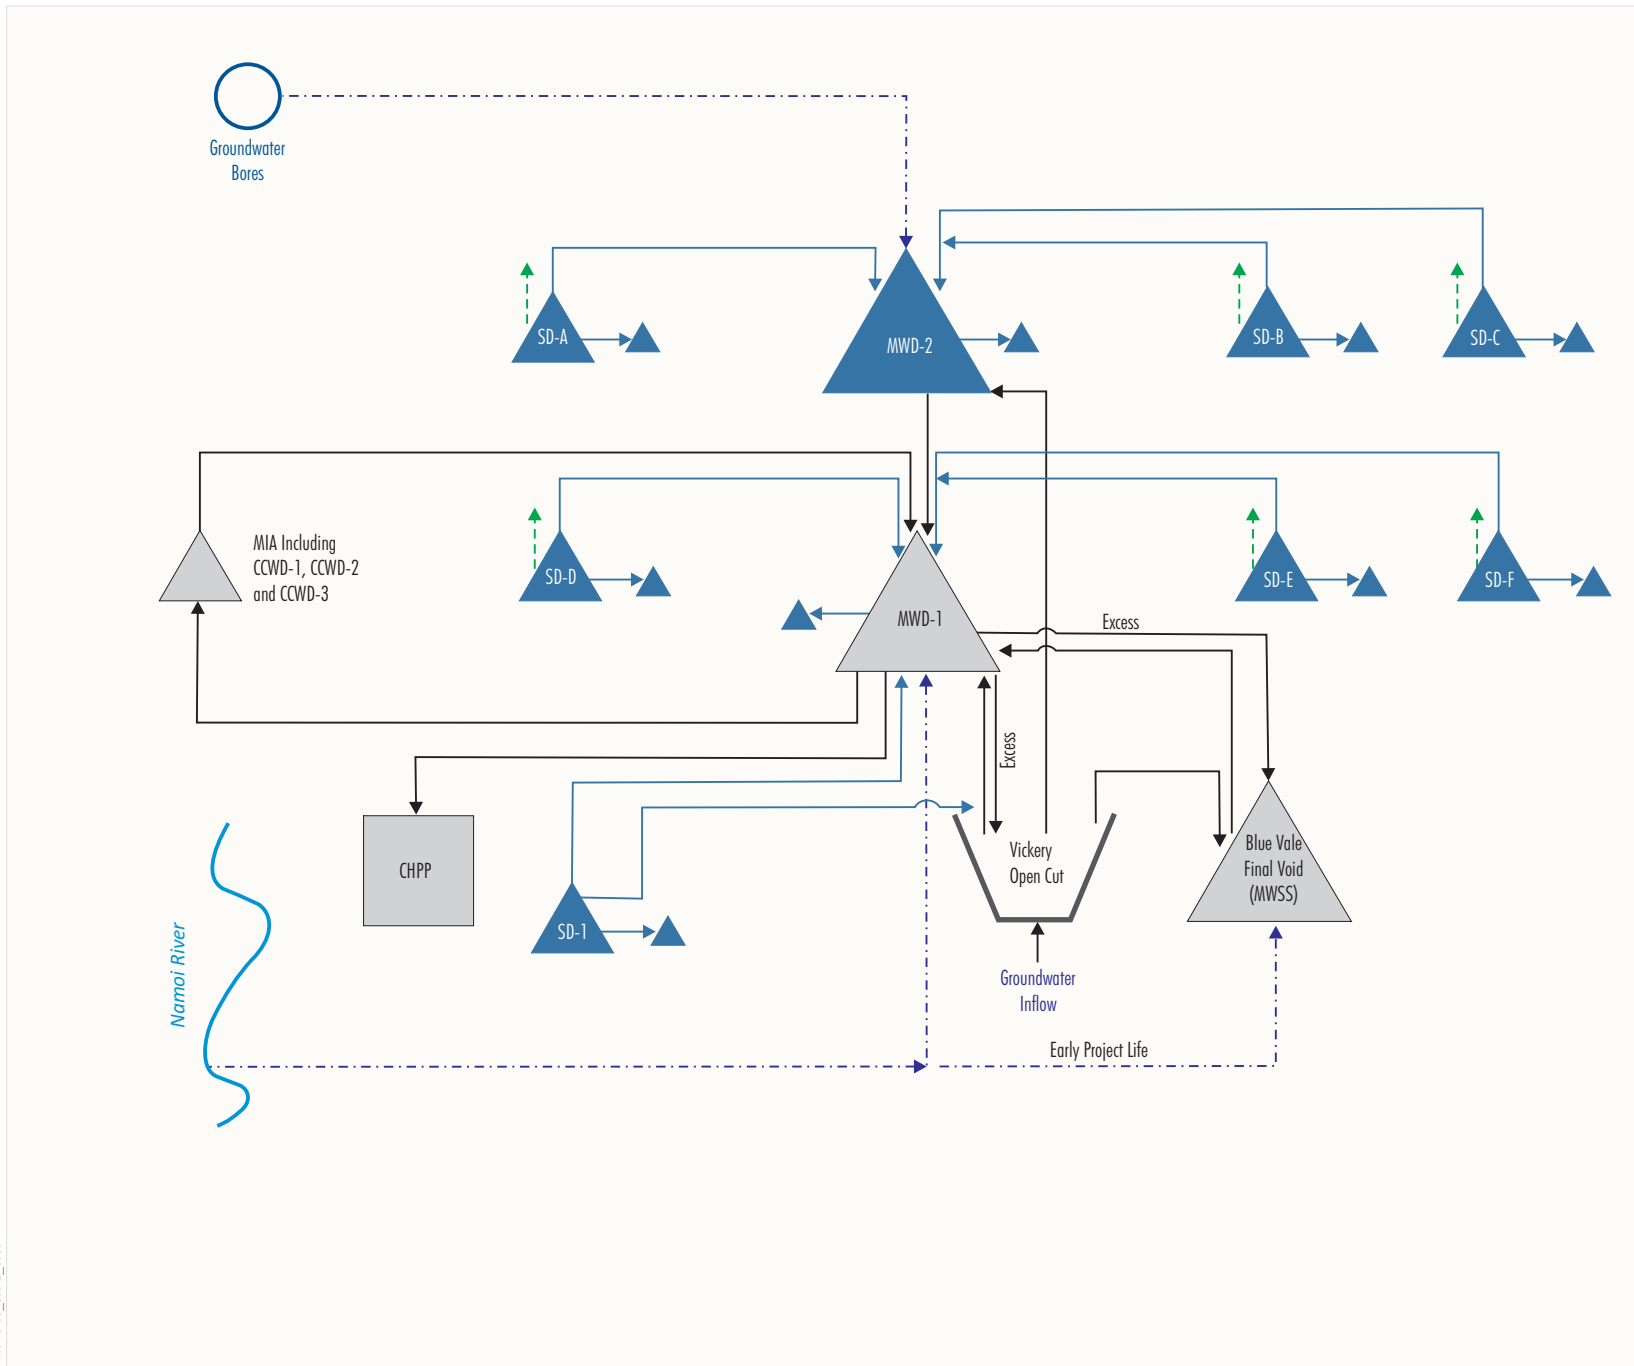 Groundwater
Bores
SD-A
MWD-2
SD-B
SD-C
MIA Including
CCWD-1, CCWD-2
and CCWD-3
SD-D
MWD-1
SD-E
SD-F
Excess
Excess
CHPP
SD-1
Vickery
Open Cut
Blue Vale
Final Void
(MWSS)
Namoi River
Groundwater
Inflow
Early Project Life